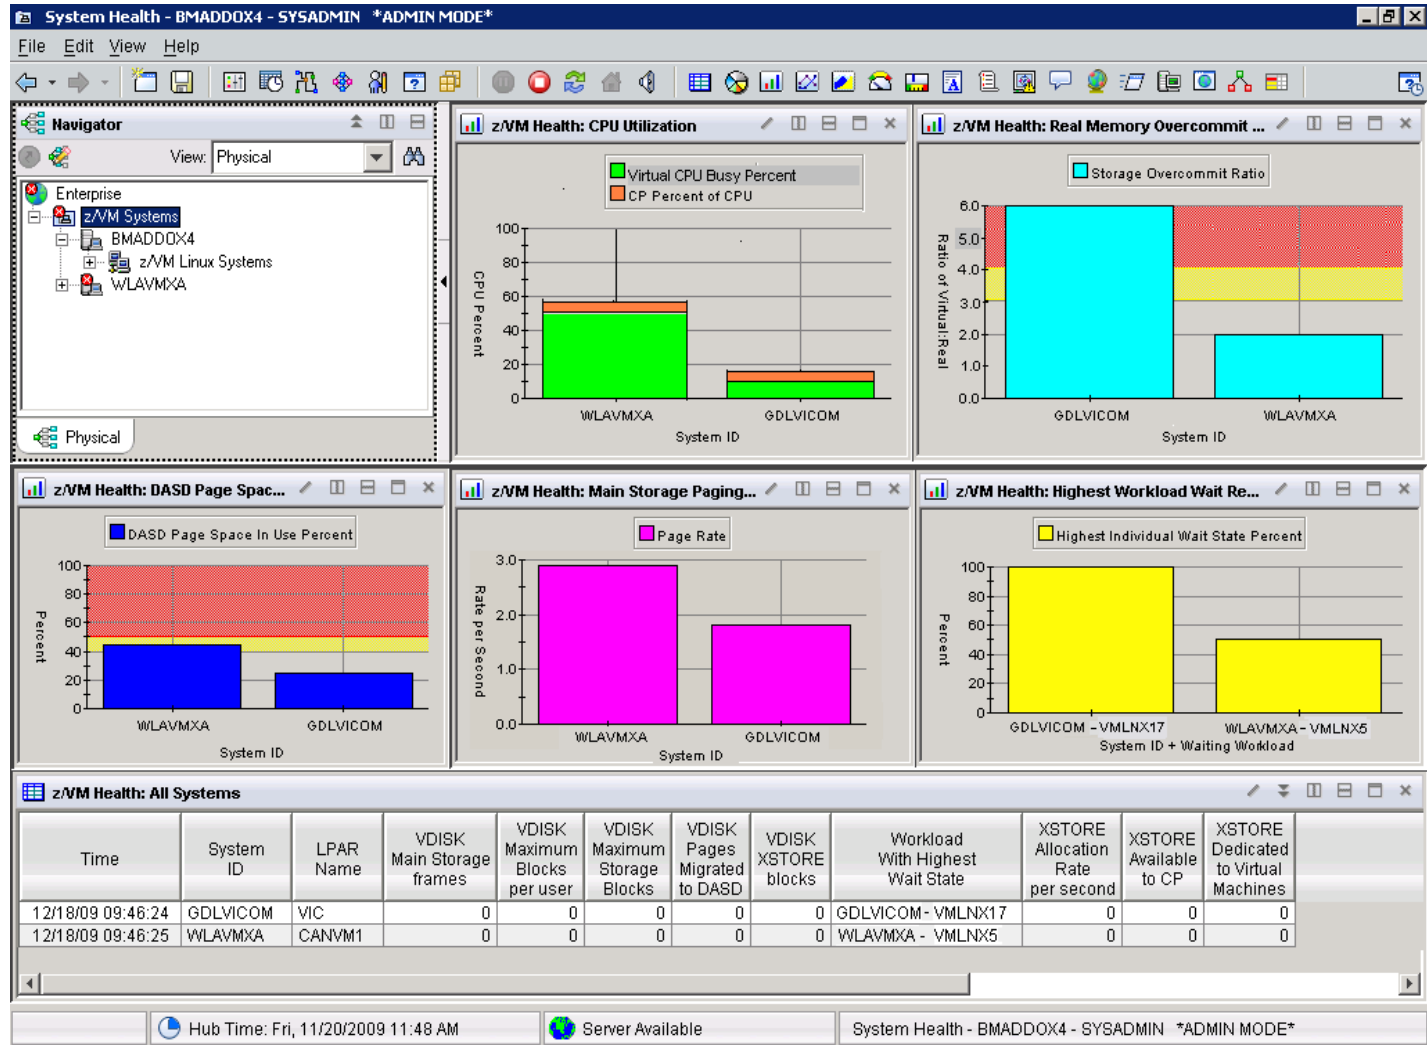 System Health - BMADDOX4 - SYSADMIN *ADMIN MODE*
File Edit View Help
Navigator
View: Physical
Enterprise
z/VM Systems
BMADDOX4
z/VM Linux Systems
WLAVMXA
Physical
z/VM Health: CPU Utilization
Virtual CPU Busy Percent
CP Percent of CPU
CPU Percent
100
80
60
40
20
0
WLAVMXA GDLVICOM
System ID
z/VM Health: Real Memory Overcommit ...
Storage Overcommit Ratio
Ratio of Virtual:Real
6.0
5.0
4.0
3.0
2.0
1.0
0.0
GDLVICOM WLAVMXA
System ID
z/VM Health: DASD Page Spac...
DASD Page Space In Use Percent
Percent
100
80
60
40
20
0
WLAVMXA GDLVICOM
System ID
z/VM Health: Main Storage Paging...
Page Rate
Rate per Second
3.0
2.0
1.0
0.0
WLAVMXA GDLVICOM
System ID
z/VM Health: Highest Workload Wait Re...
Highest Individual Wait State Percent
Percent
100
80
60
40
20
0
GDLVICOM - VMLNX17 WLAVMXA - VMLNX5
System ID + Waiting Workload
z/VM Health: All Systems
Time
System
ID
LPAR
Name
VDISK
Main Storage
frames
VDISK
Maximum
Blocks
per user
VDISK
Maximum
Storage
Blocks
VDISK
Pages
Migrated
to DASD
VDISK
XSTORE
blocks
Workload
With Highest
Wait State
XSTORE
Allocation
Rate
per second
XSTORE
Available
to CP
XSTORE
Dedicated
to Virtual
Machines
12/18/09 09:46:24 GDLVICOM VIC 0 0 0 0 0 GDLVICOM- VMLNX17 0 0 0
12/18/09 09:46:25 WLAVMXA CANVM1 0 0 0 0 0 WLAVMXA - VMLNX5 0 0 0
Hub Time: Fri, 11/20/2009 11:48 AM
Server Available
System Health - BMADDOX4 - SYSADMIN *ADMIN MODE*